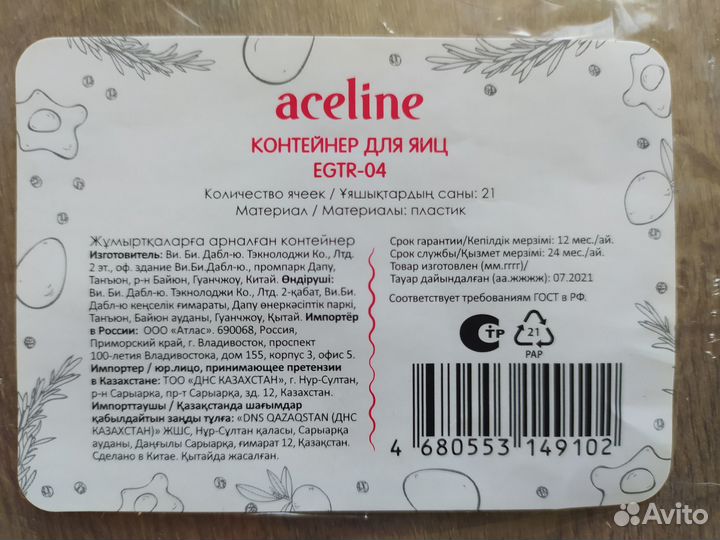 aceline
КОНТЕЙНЕР ДЛЯ ЯИЦ
EGTR-04
Количество ячеек / Ұяшықтардың саны: 21
Материал / Материалы: пластик
Жұмыртқаларға арналған контейнер
Изготовитель: Ви. Би. Дабл-ю. Тэкнолоджи Ко., Лтд.
2 эт., оф. здание Ви.Би.Дабл-ю., промпарк Дапу,
Танъюн, р-н Байюн, Гуанчжоу, Китай. Өндіруші:
Ви. Би. Дабл-ю. Тэкнолоджи Ко., Лтд. 2-қабат, Ви.Би.
Дабл-ю кеңселік ғимараты, Дапу өнеркәсіптік паркі,
Танъюн, Байюн ауданы, Гуанчжоу, Қытай. Импортёр
в России: ООО «Атлас». 690068, Россия,
Приморский край, г. Владивосток, проспект
100-летия Владивостока, дом 155, корпус 3, офис 5.
Импортер / юр.лицо, принимающее претензии
в Казахстане: ТОО «ДНС КАЗАХСТАН», г. Нур-Султан,
р-н Сарыарка, пр-т Сарыарка, зд. 12, Казахстан.
Импорттаушы / Қазақстанда шағымдар
қабылдайтын заңды тұлға: «DNS QAZAQSTAN (ДНС
КАЗАХСТАН)» ЖШС, Нұр-Сұлтан қаласы, Сарыарқа
ауданы, Даңғылы Сарыарқа, ғимарат 12, Қазақстан.
Сделано в Китае. Қытайда жасалған.
Срок гарантии/Кепілдік мерзімі: 12 мес./ай.
Срок службы/Қызмет мерзімі: 24 мес./ай.
Товар изготовлен (мм.гггг)/
Тауар дайындалған (аа.жжжж): 07.2021
Соответствует требованиям ГОСТ в РФ.
СТР
21
PAP
4 680553 149102
Avito